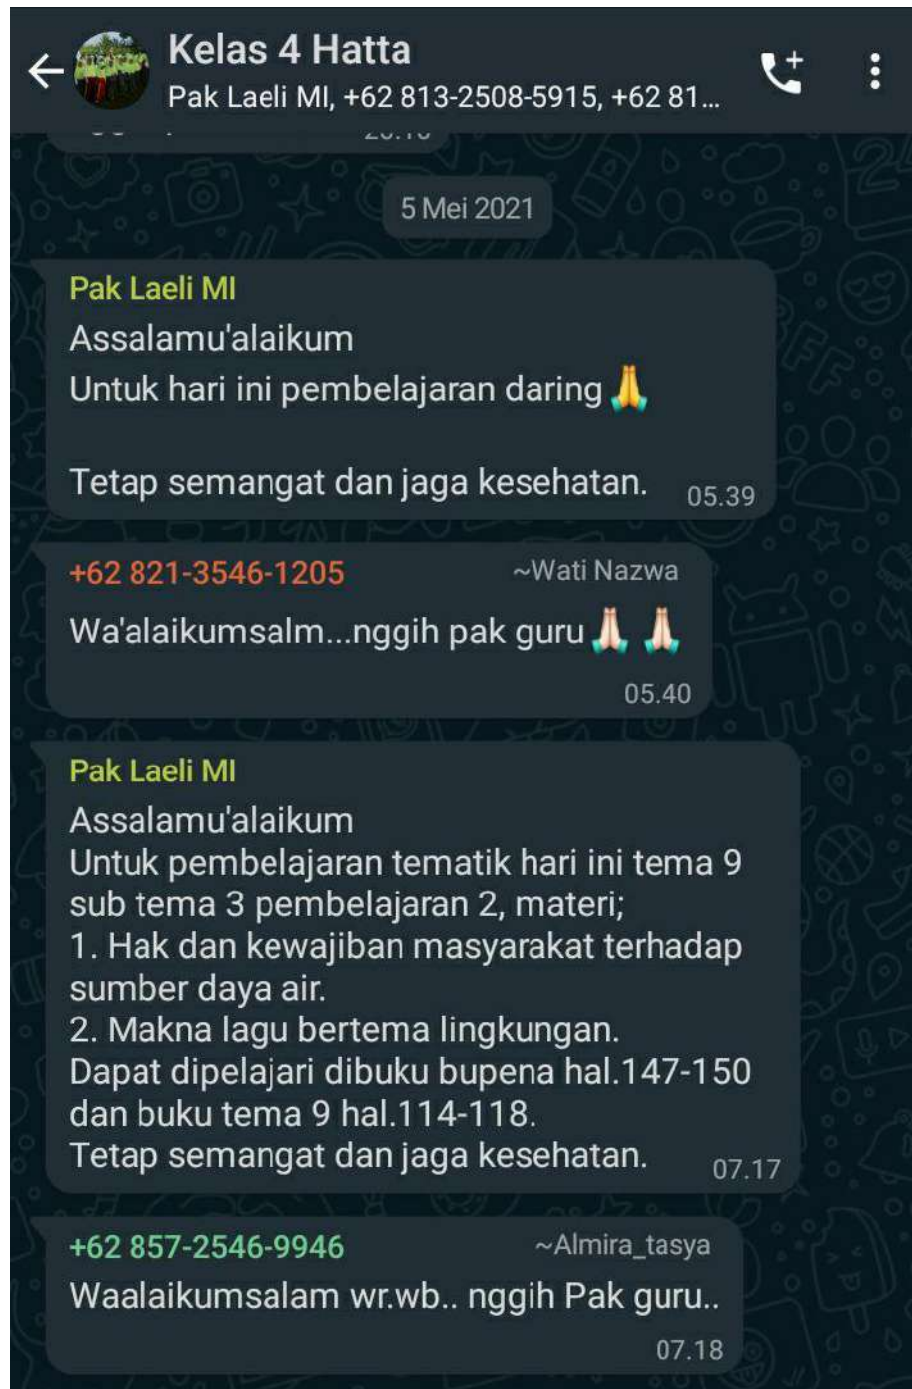 Kelas 4 Hatta
Pak Laeli MI, +62 813-2508-5915, +62 81...
5 Mei 2021
Pak Laeli MI
Assalamu'alaikum
Untuk hari ini pembelajaran daring🙏
Tetap semangat dan jaga kesehatan.
05.39
+62 821-3546-1205 ~Wati Nazwa
Wa'alaikumsalm...nggih pak guru🙏🏻 🙏🏻
05.40
Pak Laeli MI
Assalamu'alaikum
Untuk pembelajaran tematik hari ini tema 9
sub tema 3 pembelajaran 2, materi;
1. Hak dan kewajiban masyarakat terhadap
sumber daya air.
2. Makna lagu bertema lingkungan.
Dapat dipelajari dibuku bupena hal.147-150
dan buku tema 9 hal.114-118.
Tetap semangat dan jaga kesehatan.
07.17
+62 857-2546-9946 ~Almira_tasya
Waalaikumsalam wr.wb.. nggih Pak guru..
07.18